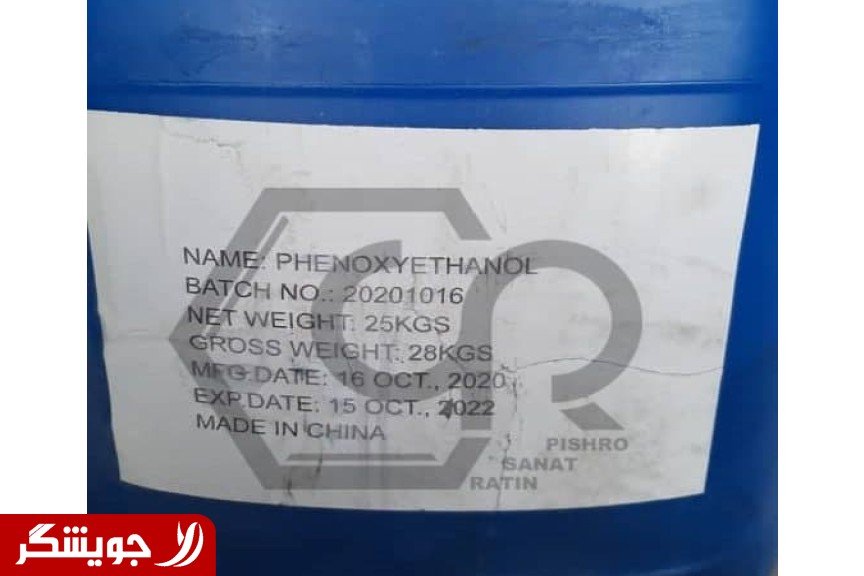 NAME: PHENOXYETHANOL
BATCH NO.: 20201016
NET WEIGHT: 25KGS
GROSS WEIGHT: 28KGS
MFG.DATE: 16 OCT., 2020
EXP.DATE: 15 OCT., 2022
MADE IN CHINA
PISHRO
SANAT
RATIN
جویشگر